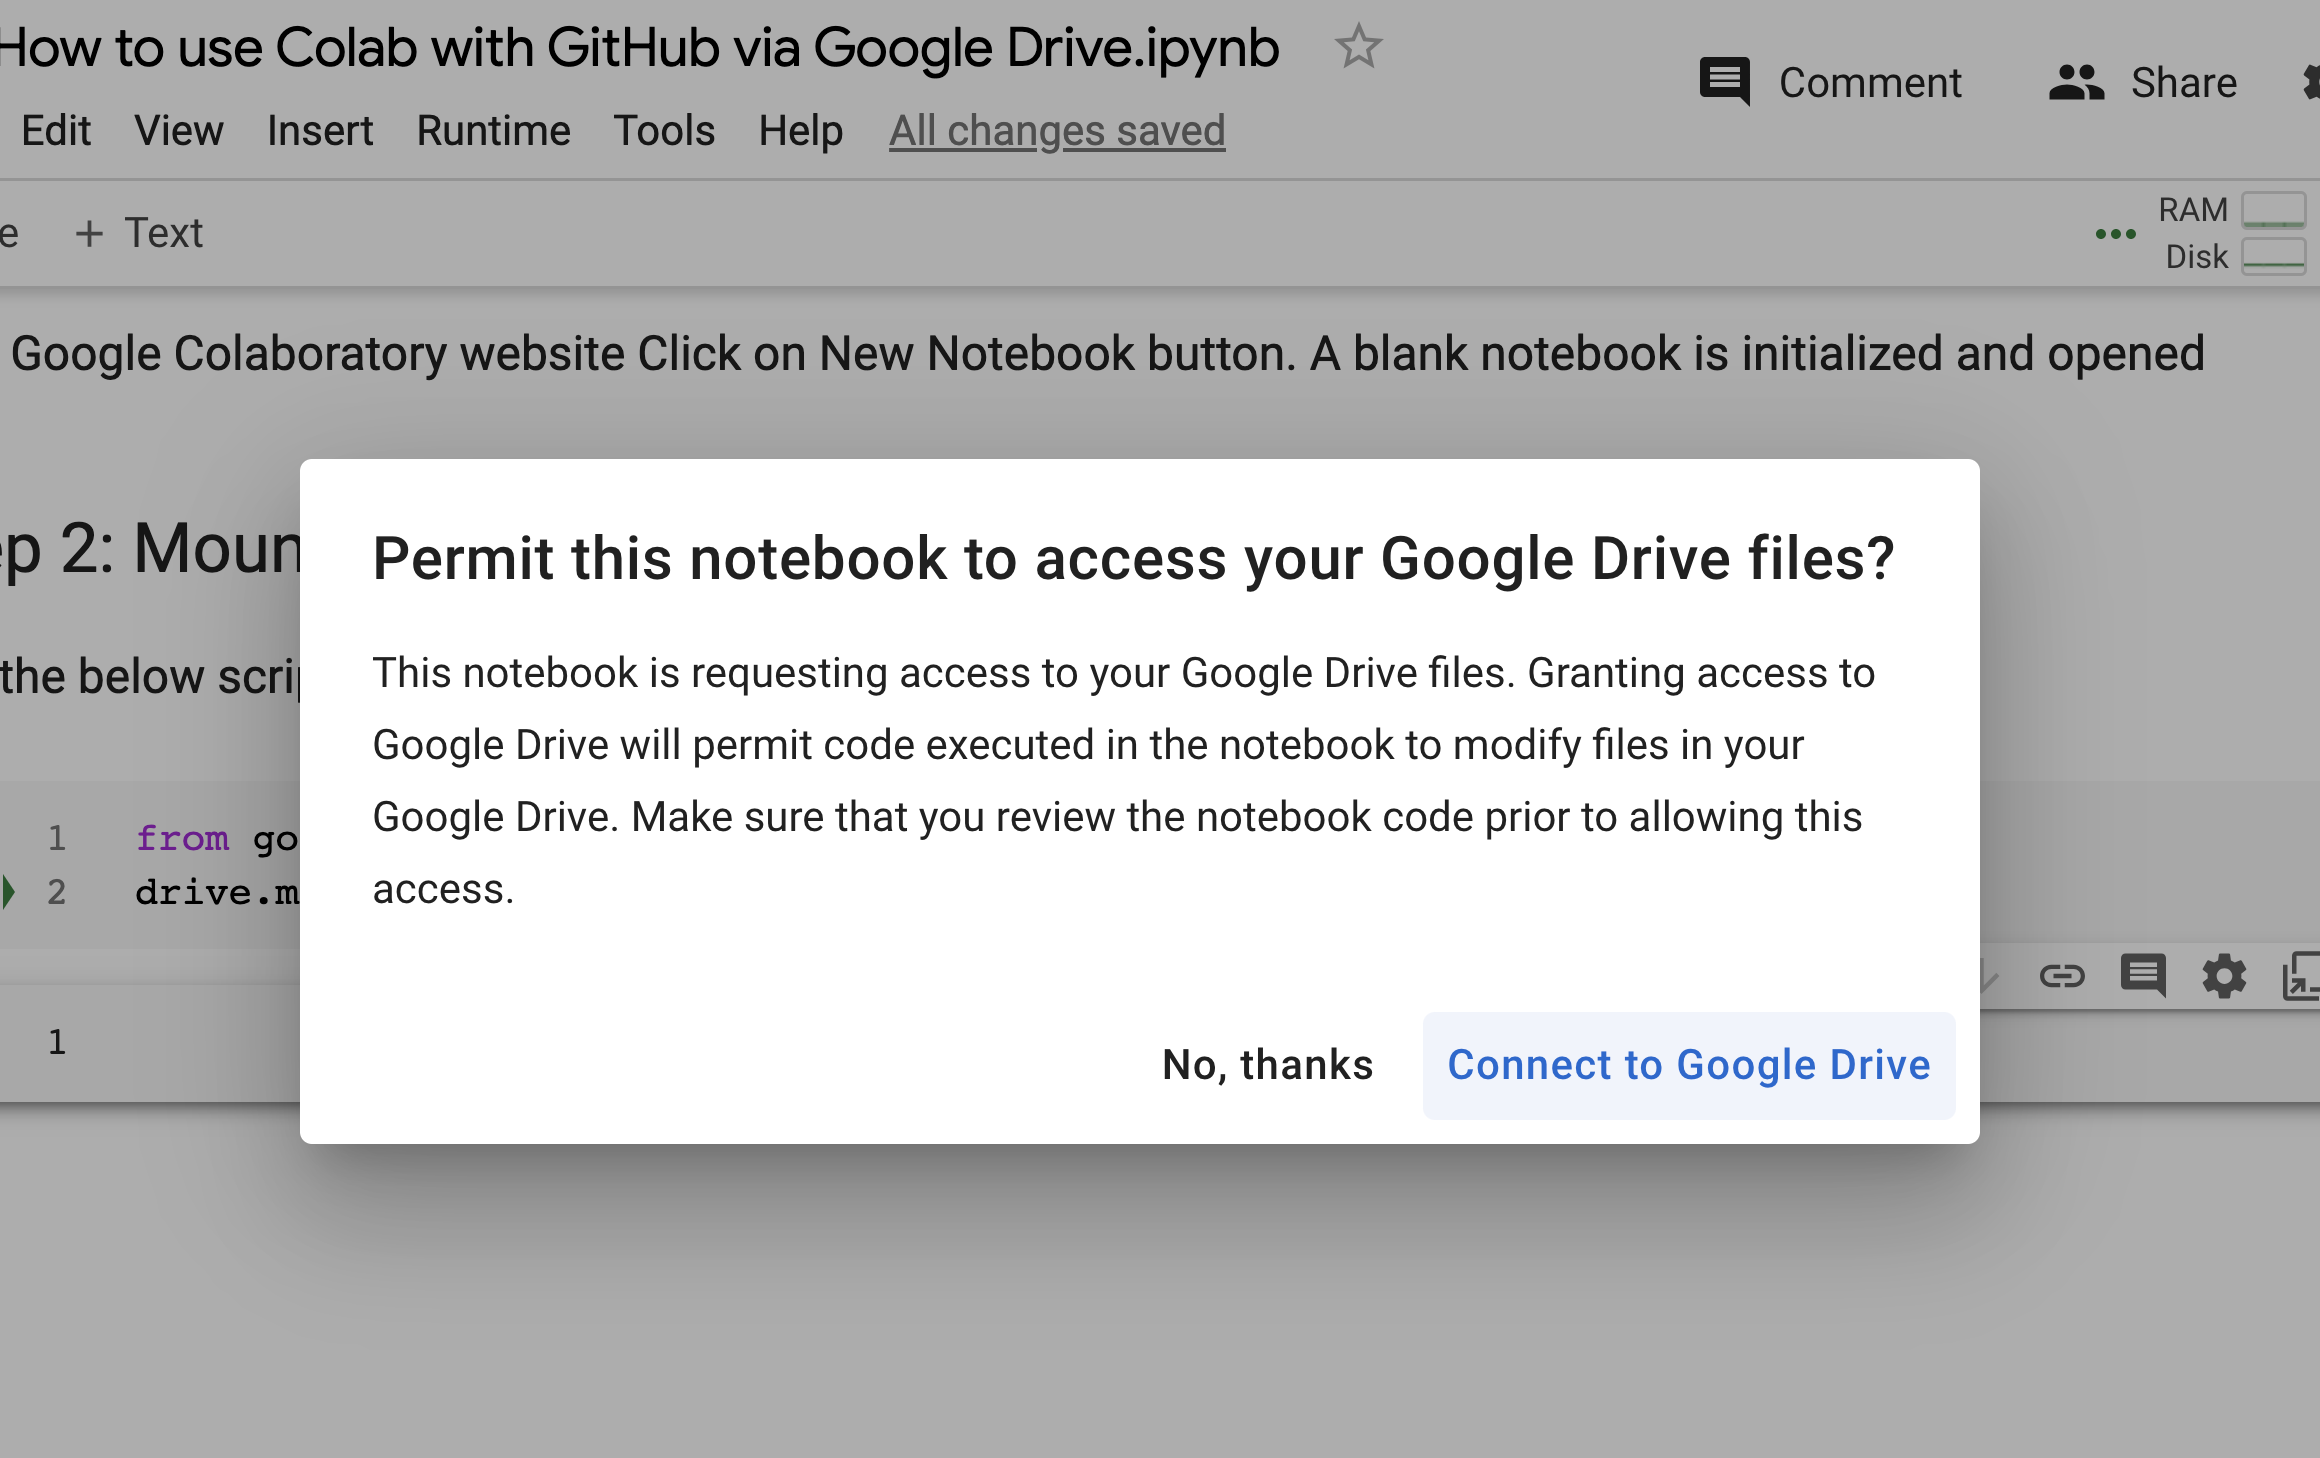 How to use Colab with GitHub via Google Drive.ipynb
Comment Share
Edit View Insert Runtime Tools Help All changes saved
+ Text
RAM
Disk
Google Colaboratory website Click on New Notebook button. A blank notebook is initialized and opened
2: Moun
the below scrip
Permit this notebook to access your Google Drive files?
This notebook is requesting access to your Google Drive files. Granting access to
Google Drive will permit code executed in the notebook to modify files in your
Google Drive. Make sure that you review the notebook code prior to allowing this
access.
No, thanks Connect to Google Drive
1 from go
2 drive.m
1